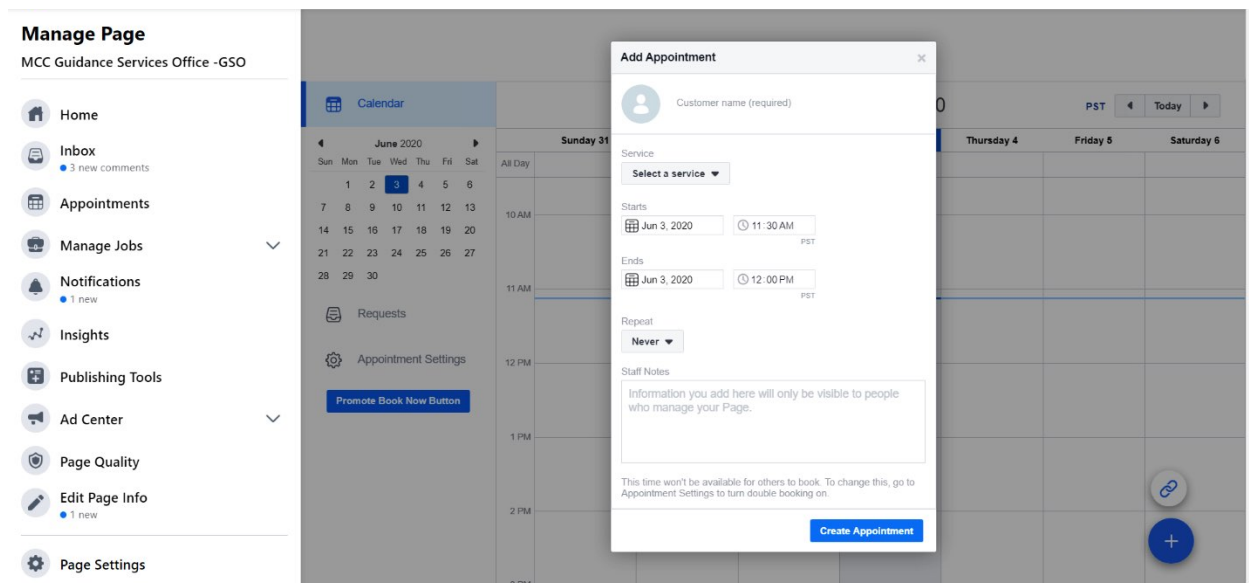 Manage Page
MCC Guidance Services Office -GSO
Home
Inbox
3 new comments
Appointments
Manage Jobs
Notifications
1 new
Insights
Publishing Tools
Ad Center
Page Quality
Edit Page Info
1 new
Page Settings
Calendar
June 2020
Sun Mon Tue Wed Thu Fri Sat
1 2 3 4 5 6
7 8 9 10 11 12 13
14 15 16 17 18 19 20
21 22 23 24 25 26 27
28 29 30
Requests
Appointment Settings
Promote Book Now Button
0 PST Today
Sunday 31 Thursday 4 Friday 5 Saturday 6
All Day
10 AM
11 AM
12 PM
1 PM
2 PM
Add Appointment
Customer name (required)
Service
Select a service
Starts
Jun 3, 2020 11:30 AM
PST
Ends
Jun 3, 2020 12:00 PM
PST
Repeat
Never
Staff Notes
Information you add here will only be visible to people
who manage your Page.
This time won't be available for others to book. To change this, go to
Appointment Settings to turn double booking on.
Create Appointment